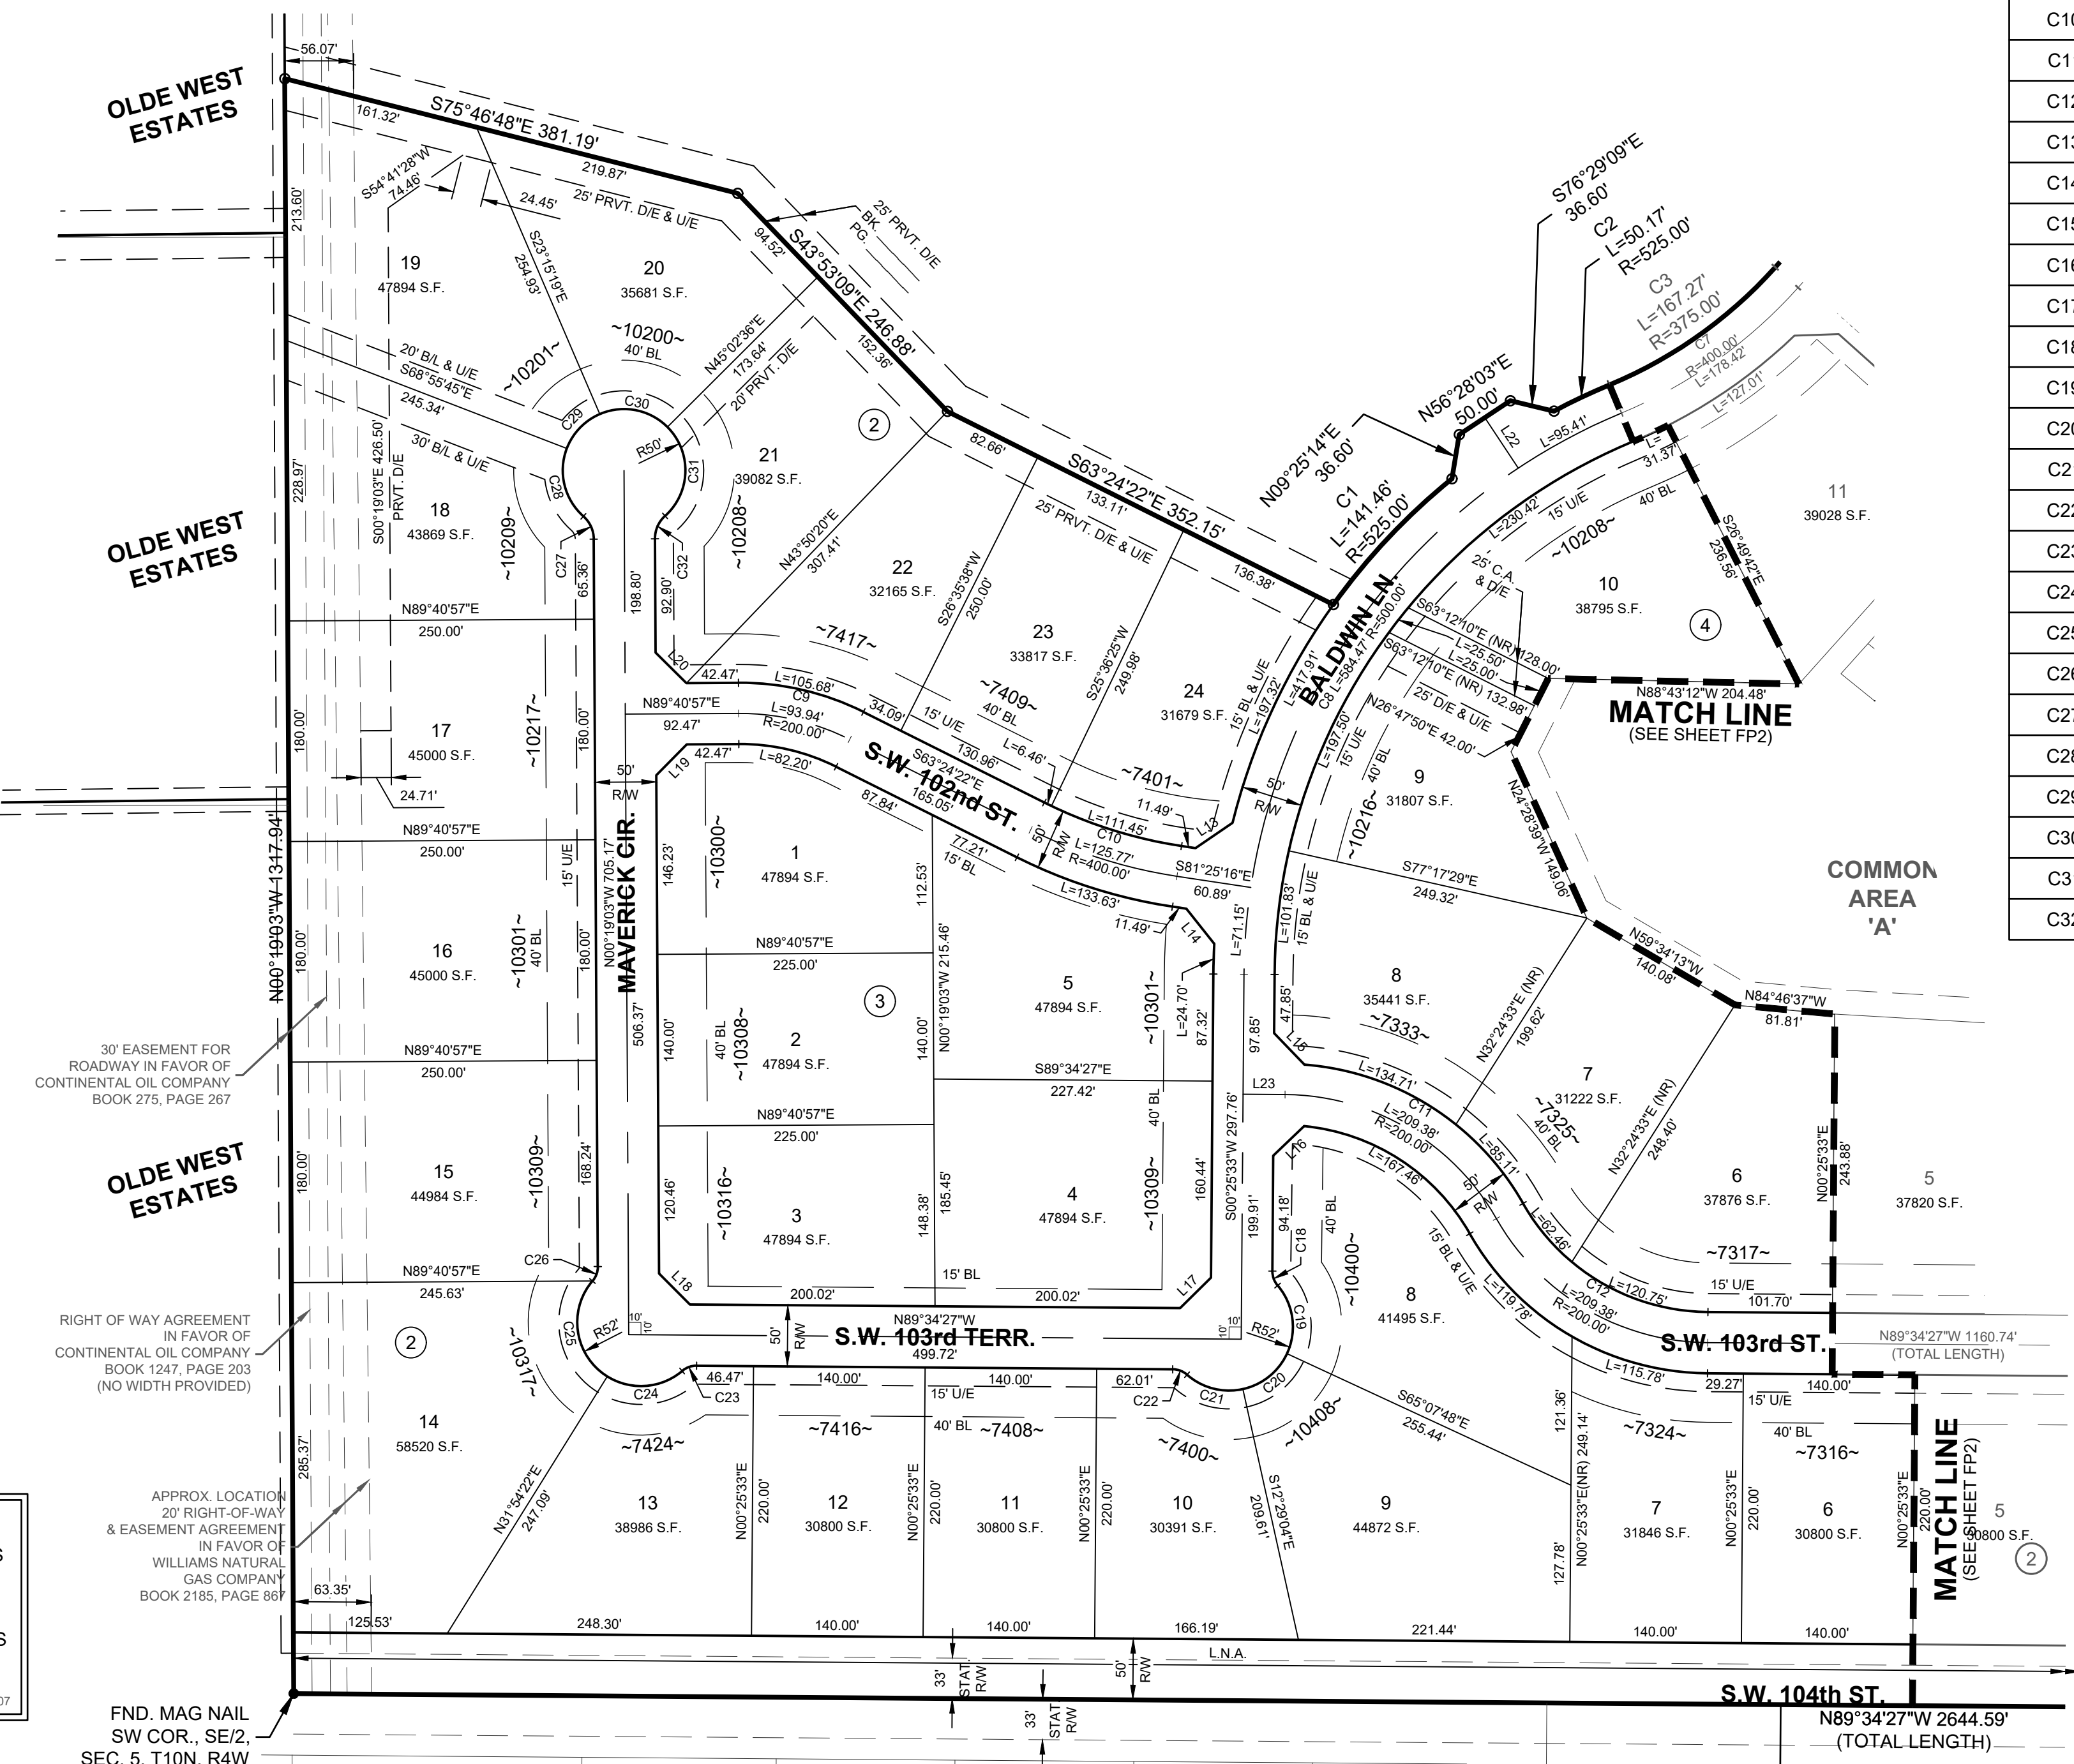 56.07'
OLDE WEST
ESTATES
161.32'
S75°46'48"E 381.19'
219.87'
25' PRVT. D/E & U/E
S54°41'28"W
74.46'
24.45'
213.60'
19
47894 S.F.
S23°15'19"E
254.93'
20
35681 S.F.
~10200~
40' BL
~10201~
94.52'
S43°53'09"E 246.88'
152.36'
25' PRVT. D/E
BK.
PG.
N45°02'36"E
173.64'
20' PRVT. D/E
20' B/L & U/E
S68°55'45"E
245.34'
30' B/L & U/E
C29
C30
R50'
C31
C28
C27
C32
2
21
39082 S.F.
~10208~
OLDE WEST
ESTATES
228.97'
S00°19'03"E 426.50'
PRVT. D/E
18
43869 S.F.
~10209~
65.36'
198.80'
92.90'
N43°50'20"E
307.41'
82.66'
S63°24'22"E 352.15'
133.11'
25' PRVT. D/E & U/E
136.38'
22
32165 S.F.
S26°35'38"W
250.00'
23
33817 S.F.
S25°36'25"W
249.98'
24
31679 S.F.
~7417~
~7409~
40' BL
~7401~
S76°29'09"E
36.60'
C2
L=50.17'
R=525.00'
C3
L=167.27'
R=375.00'
C7
R=400.00'
L=178.42'
L=127.01'
N56°28'03"E
50.00'
N09°25'14"E
36.60'
C1
L=141.46'
R=525.00'
L22
L=95.41'
L=
31.37'
L=230.42'
15' U/E
40' BL
~10208~
25' C.A.
& D/E
10
38795 S.F.
4
S26°49'42"E
236.56'
11
39028 S.F.
S63°12'10"E (NR) 128.00'
L=25.50'
L=25.00'
S63°12'10"E (NR) 132.98'
25' D/E & U/E
N26°47'50"E 42.00'
N88°43'12"W 204.48'
MATCH LINE
(SEE SHEET FP2)
BALDWIN LN.
C8 L=584.47' R=500.00'
L=417.91'
L=197.32'
15' BL & U/E
L=197.50'
15' U/E
40' BL
~10216~
9
31807 S.F.
N24°28'39"W 149.06'
N89°40'57"E
250.00'
L20
42.47'
L=105.68'
C9
L=93.94'
R=200.00'
34.09'
15' U/E
130.96'
L=6.46'
N89°40'57"E
92.47'
42.47'
L19
L=82.20'
87.84'
S63°24'22"E
165.05'
S.W. 102nd ST.
77.21'
15' BL
50'
R/W
L=111.45'
C10
L=125.77'
R=400.00'
L=133.63'
11.49'
L13
S81°25'16"E
60.89'
11.49'
L14
50'
R/W
17
45000 S.F.
180.00'
~10217~
180.00'
24.71'
50'
R/W
N00°19'03"W 1317.94'
N89°40'57"E
250.00'
15' U/E
16
45000 S.F.
180.00'
~10301~
40' BL
180.00'
N00°19'03"W 705.17'
MAVERICK CIR.
506.37'
146.23'
~10300~
1
47894 S.F.
112.53'
N89°40'57"E
225.00'
N00°19'03"W 215.46'
140.00'
140.00'
40' BL
~10308~
2
47894 S.F.
3
5
47894 S.F.
~10301~
L=24.70'
87.32'
L=71.15'
97.85'
47.85'
L=101.83'
15' BL & U/E
S77°17'29"E
249.32'
8
35441 S.F.
~7333~
L15
COMMON
AREA
'A'
N59°34'13"W
140.08'
N84°46'37"W
81.81'
30' EASEMENT FOR
ROADWAY IN FAVOR OF
CONTINENTAL OIL COMPANY
BOOK 275, PAGE 267
N89°40'57"E
250.00'
N89°40'57"E
225.00'
S89°34'27"E
227.42'
40' BL
L23
L=134.71'
C11
L=209.38'
R=200.00'
L=85.11'
N32°24'33"E (NR)
199.62'
7
31222 S.F.
~7325~
40' BL
N32°24'33"E (NR)
248.40'
6
37876 S.F.
N00°25'33"E
243.88'
5
37820 S.F.
OLDE WEST
ESTATES
180.00'
15
44984 S.F.
~10309~
168.24'
120.46'
~10316~
3
47894 S.F.
148.38'
185.45'
4
47894 S.F.
~10309~
160.44'
S00°25'33"W 297.76'
199.91'
94.18'
L16
40' BL
~10400~
L=167.46'
50'
R/W
15' BL & U/E
L=62.46'
~7317~
15' U/E
101.70'
L=120.75'
C12
L=209.38'
R=200.00'
L=119.78'
C26
N89°40'57"E
245.63'
L18
15' BL
200.02'
200.02'
L17
C18
C19
8
41495 S.F.
RIGHT OF WAY AGREEMENT
IN FAVOR OF
CONTINENTAL OIL COMPANY
BOOK 1247, PAGE 203
(NO WIDTH PROVIDED)
2
C25
R52'
10'
10'
50'
R/W
N89°34'27"W
S.W. 103rd TERR.
499.72'
10'
10'
R52'
S.W. 103rd ST.
N89°34'27"W 1160.74'
(TOTAL LENGTH)
~10317~
C24
C23
46.47'
140.00'
140.00'
62.01'
C22
C21
C20
15' U/E
40' BL
~7424~
~7416~
~7408~
~7400~
~10408~
S65°07'48"E
255.44'
L=115.78'
29.27'
140.00'
15' U/E
40' BL
~7324~
~7316~
121.36'
14
58520 S.F.
285.37'
APPROX. LOCATION
20' RIGHT-OF-WAY
& EASEMENT AGREEMENT
IN FAVOR OF
WILLIAMS NATURAL
GAS COMPANY
BOOK 2185, PAGE 867
N31°54'22"E
247.09'
13
38986 S.F.
N00°25'33"E
220.00'
12
30800 S.F.
N00°25'33"E
220.00'
11
30800 S.F.
N00°25'33"E
220.00'
10
30391 S.F.
S12°29'04"E
209.61'
9
44872 S.F.
N00°25'33"E(NR) 249.14'
127.78'
7
31846 S.F.
N00°25'33"E
220.00'
6
30800 S.F.
N00°25'33"E
220.00'
MATCH LINE
(SEE SHEET FP2)
5
30800 S.F.
2
63.35'
125.53'
248.30'
140.00'
140.00'
166.19'
221.44'
140.00'
140.00'
L.N.A.
33'
STAT.
R/W
50'
R/W
33'
STAT.
R/W
S.W. 104th ST.
N89°34'27"W 2644.59'
(TOTAL LENGTH)
FND. MAG NAIL
SW COR., SE/2,
SEC. 5, T10N, R4W
S
S
07
C10
C11
C12
C13
C14
C15
C16
C17
C18
C19
C20
C21
C22
C23
C24
C25
C26
C27
C28
C29
C30
C31
C32